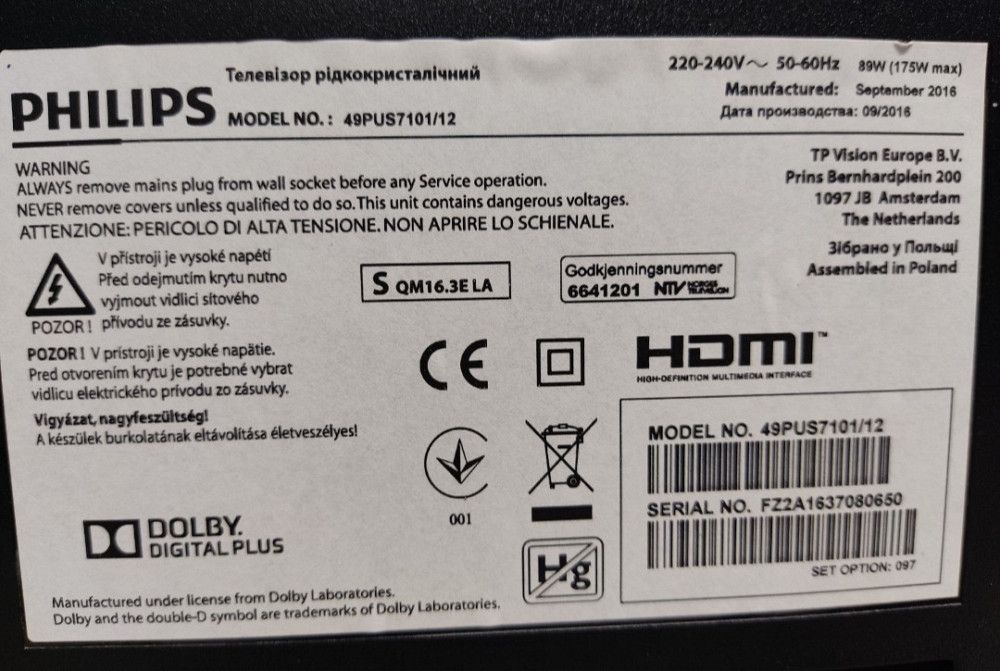 Телевізор рідкокристалічний
PHILIPS MODEL NO.: 49PUS7101/12
220-240V～ 50-60Hz 89W (175W max)
Manufactured: September 2016
Дата производства: 09/2016
WARNING
ALWAYS remove mains plug from wall socket before any Service operation.
NEVER remove covers unless qualified to do so. This unit contains dangerous voltages.
ATTENZIONE: PERICOLO DI ALTA TENSIONE. NON APRIRE LO SCHIENALE.
TP Vision Europe B.V.
Prins Bernhardplein 200
1097 JB Amsterdam
The Netherlands
Зібрано у Польщі
Assembled in Poland
V přístroji je vysoké napětí
Před odejmutím krytu nutno
vyjmout vidlici sítového
POZOR! přívodu ze zásuvky.
S QM16.3E LA
Godkjenningsnummer
6641201 NTV
POZOR! V prístroji je vysoké napätie.
Pred otvorením krytu je potrebné vybrat
vidlicu elektrického prívodu zo zásuvky.
Vigyázat, nagyfeszültség!
A készülek burkolatának eltávolítása életveszélyes!
CE
HDMI™
HIGH-DEFINITION MULTIMEDIA INTERFACE
001
Hg
MODEL NO. 49PUS7101/12
SERIAL NO. FZ2A1637080650
SET OPTION: 097
DOLBY.
DIGITAL PLUS
Manufactured under license from Dolby Laboratories.
Dolby and the double-D symbol are trademarks of Dolby Laboratories.